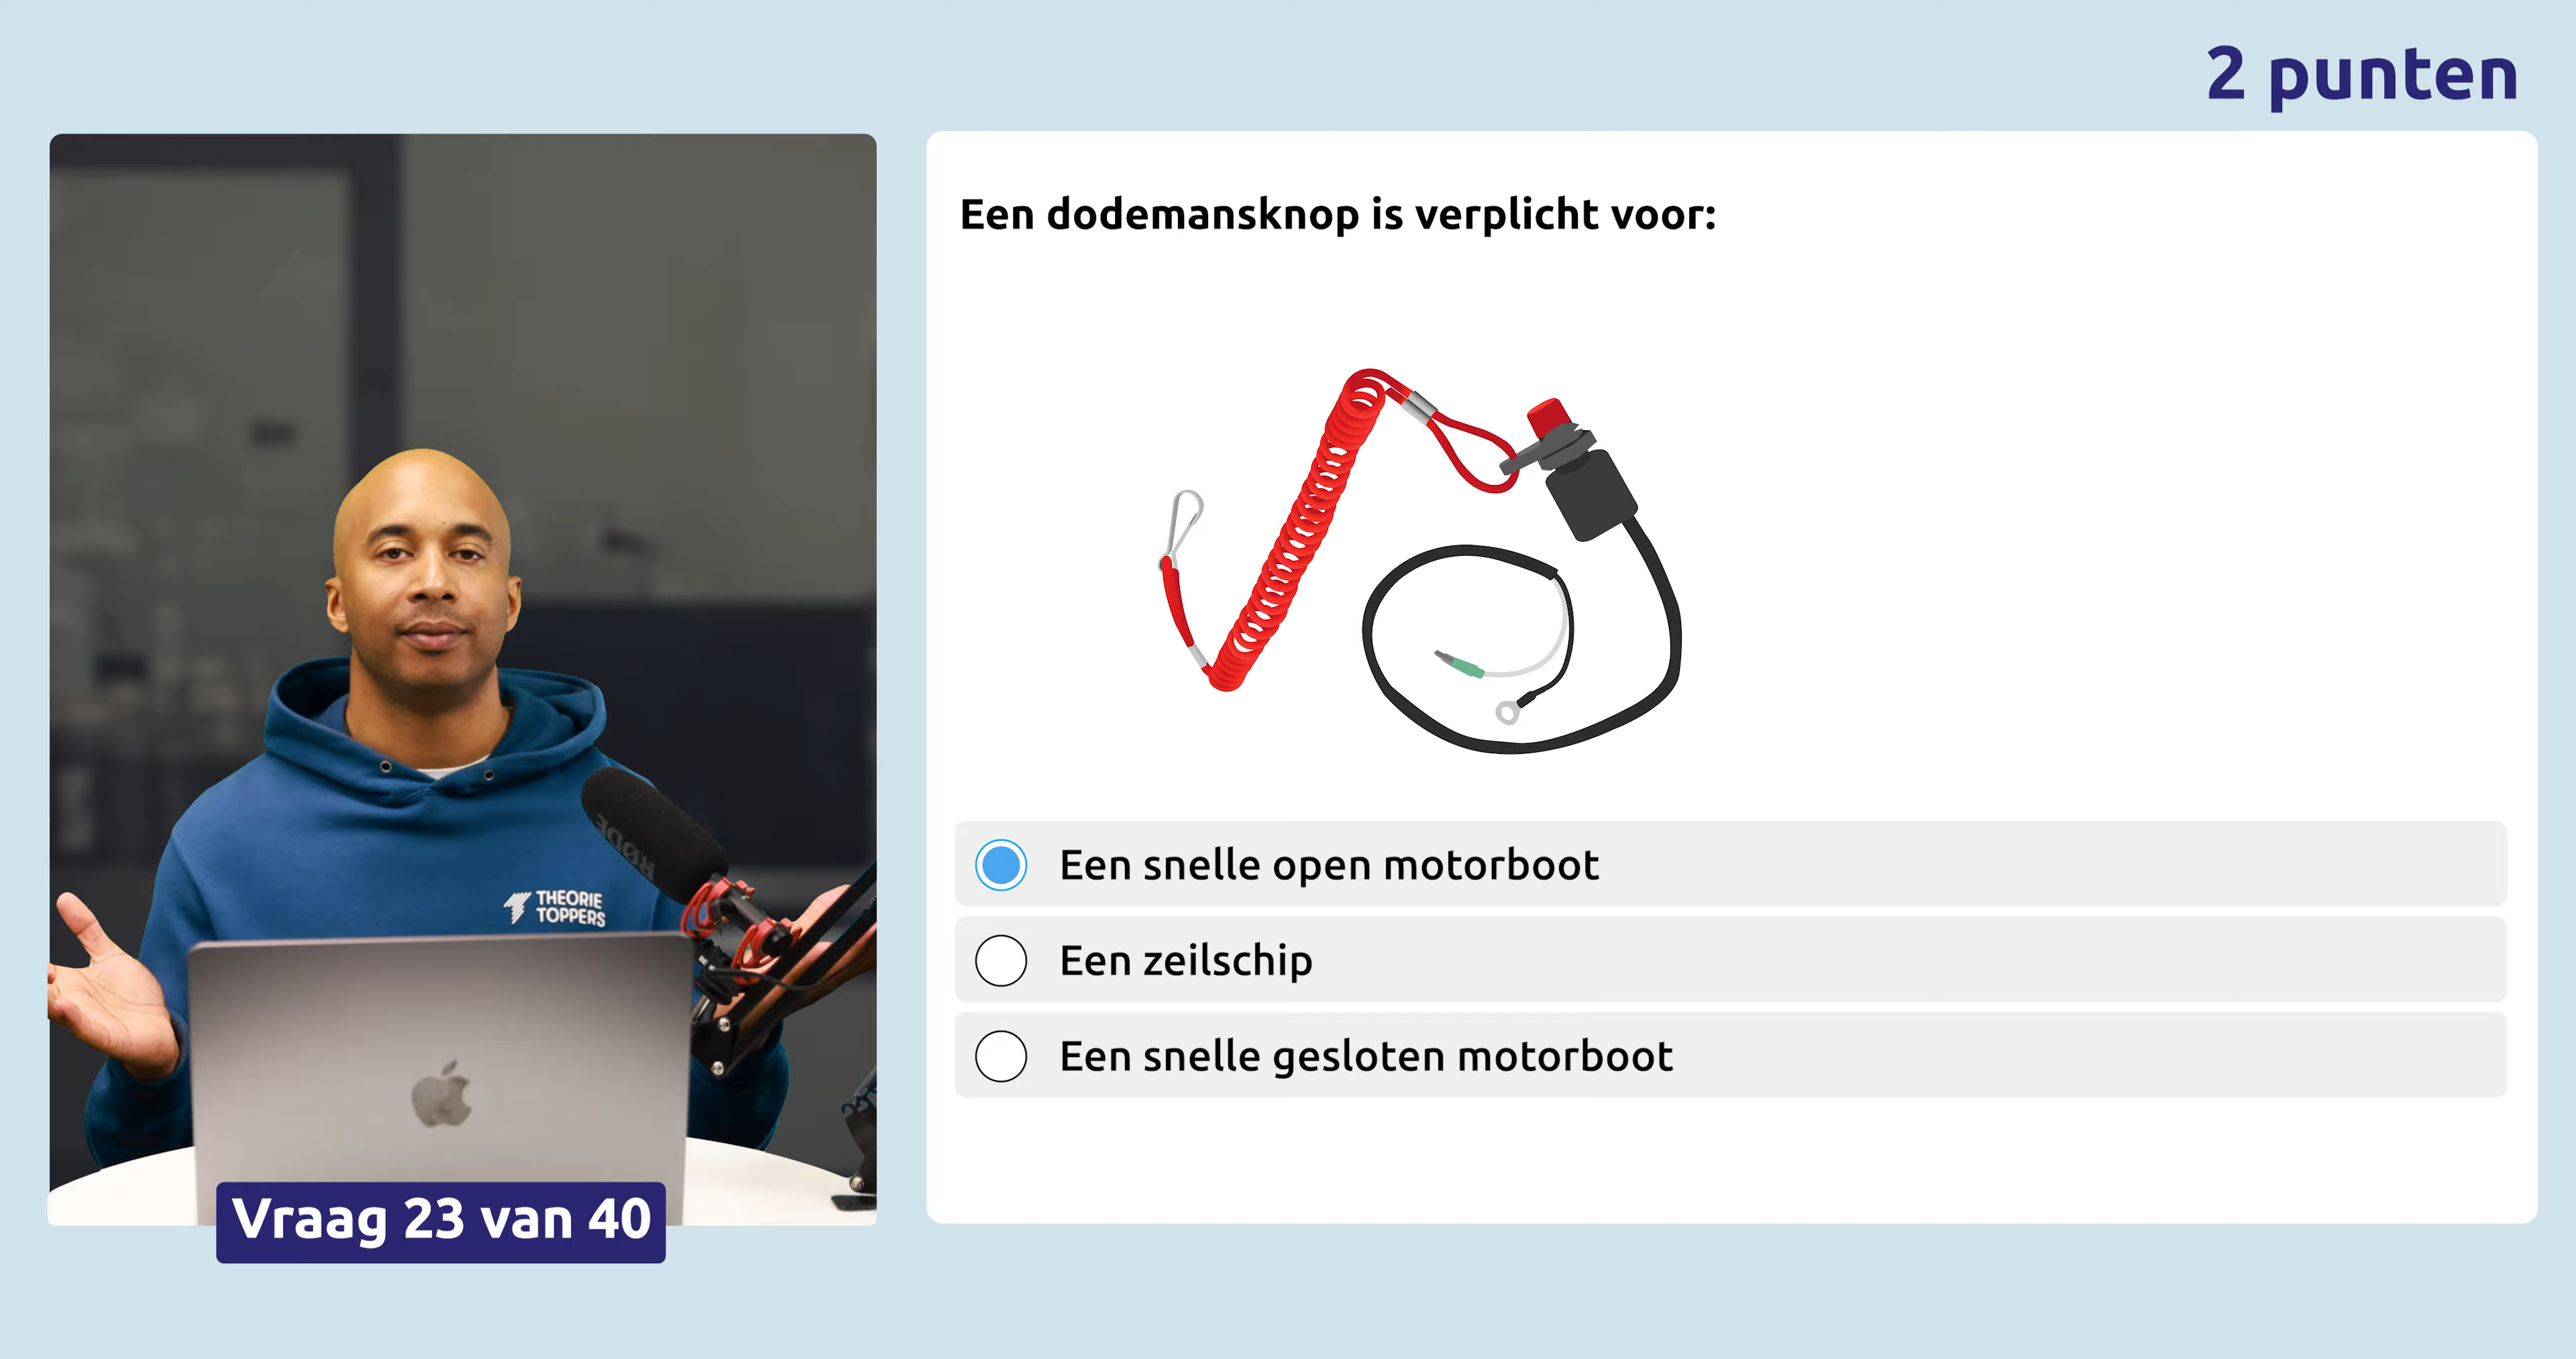 2 punten
Een dodemansknop is verplicht voor:
Een snelle open motorboot
Een zeilschip
Een snelle gesloten motorboot
THEORIE
TOPPERS
RØDE
Vraag 23 van 40